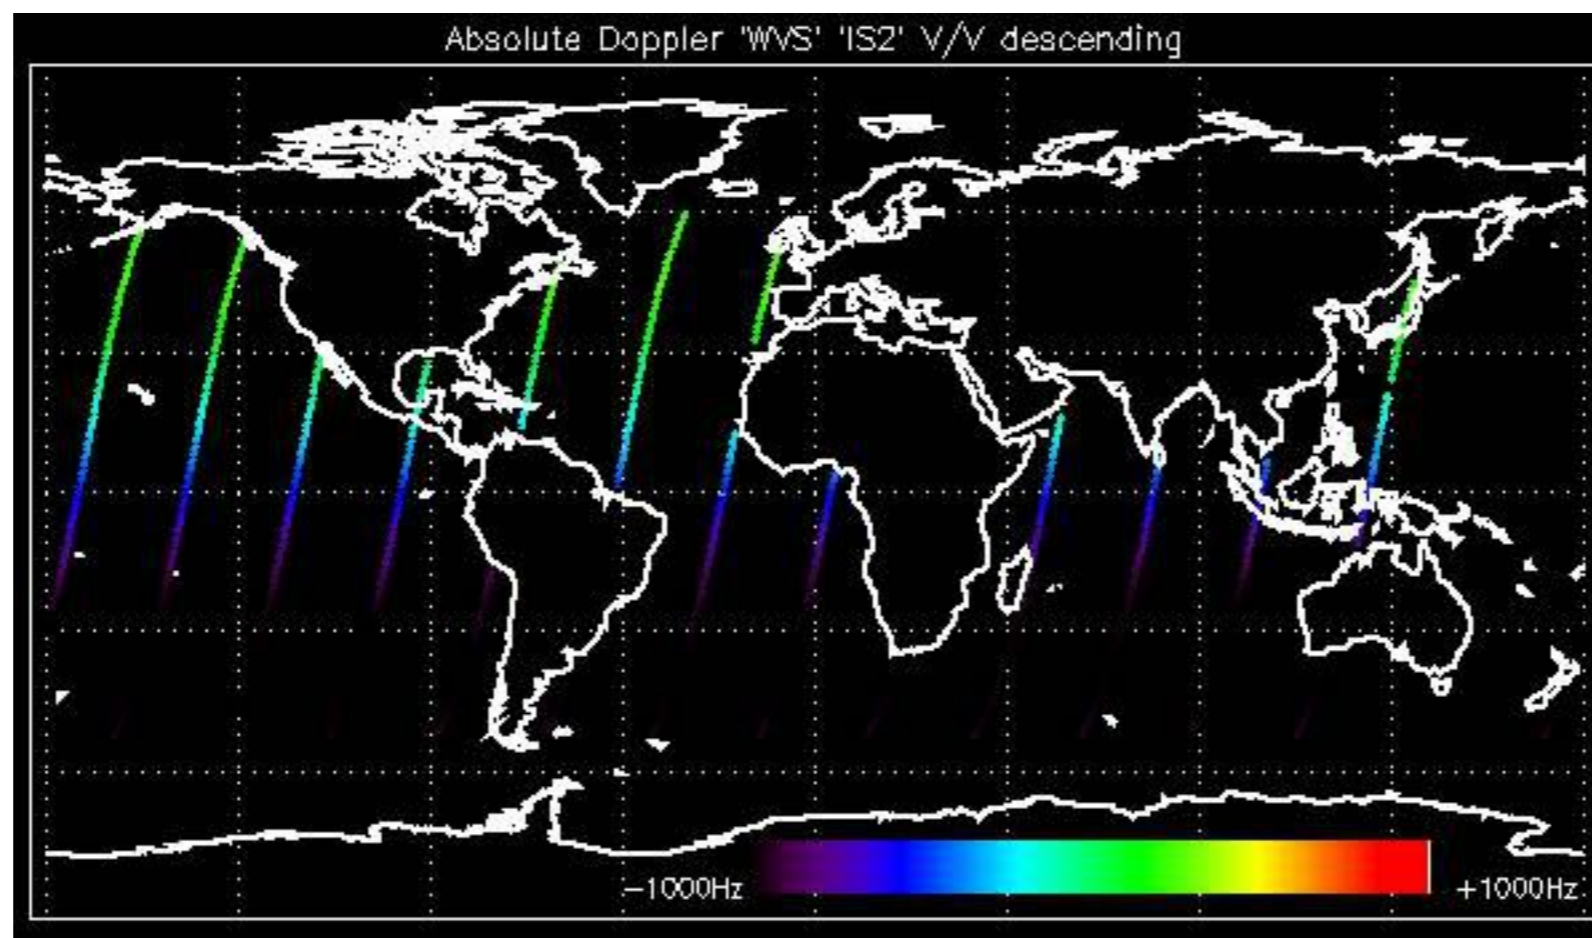 Absolute Doppler 'WVS' 'IS2' V/V descending
−1000Hz
+1000Hz